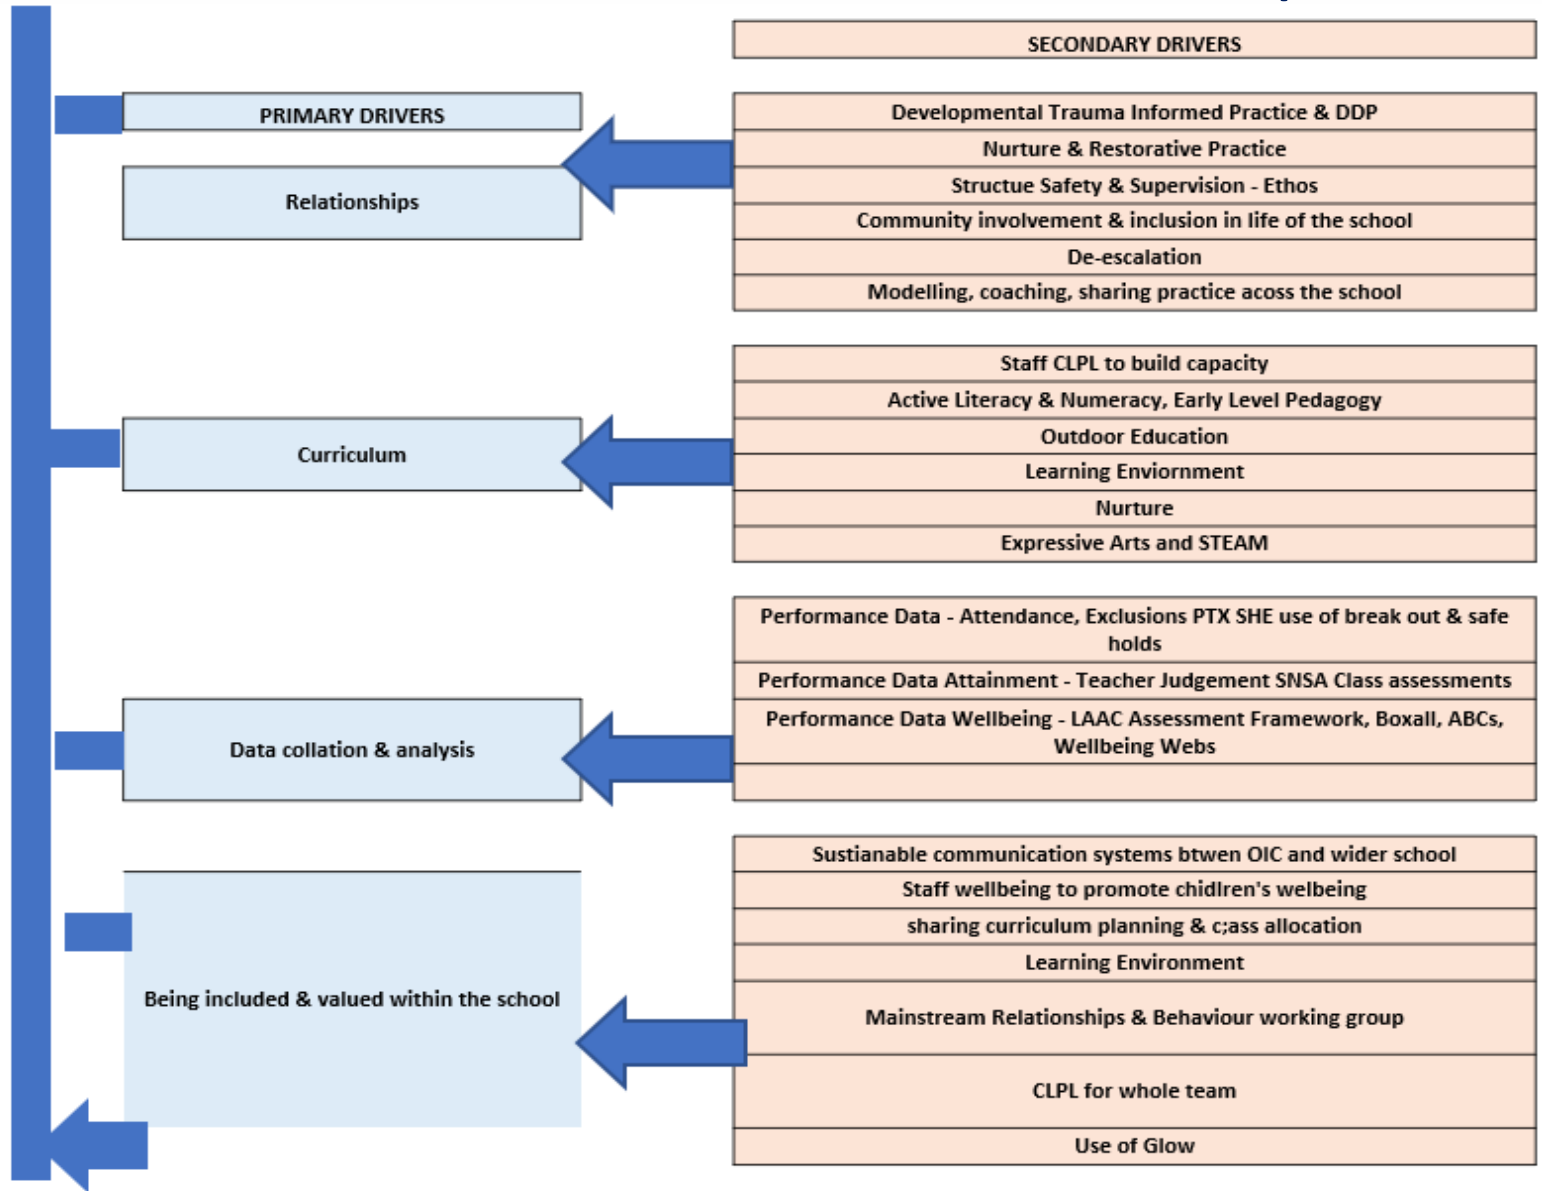 SECONDARY DRIVERS
PRIMARY DRIVERS
Relationships
Developmental Trauma Informed Practice & DDP
Nurture & Restorative Practice
Structue Safety & Supervision - Ethos
Community involvement & inclusion in life of the school
De-escalation
Modelling, coaching, sharing practice acoss the school
Curriculum
Staff CLPL to build capacity
Active Literacy & Numeracy, Early Level Pedagogy
Outdoor Education
Learning Enviornment
Nurture
Expressive Arts and STEAM
Data collation & analysis
Performance Data - Attendance, Exclusions PTX SHE use of break out & safe
holds
Performance Data Attainment - Teacher Judgement SNSA Class assessments
Performance Data Wellbeing - LAAC Assessment Framework, Boxall, ABCs,
Wellbeing Webs
Being included & valued within the school
Sustianable communication systems btwen OIC and wider school
Staff wellbeing to promote chidlren's welbeing
sharing curriculum planning & c;ass allocation
Learning Environment
Mainstream Relationships & Behaviour working group
CLPL for whole team
Use of Glow